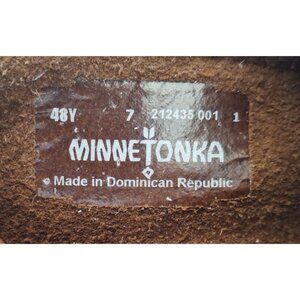 48Y 7 212435 001 1
MINNETONKA
Made in Dominican Republic